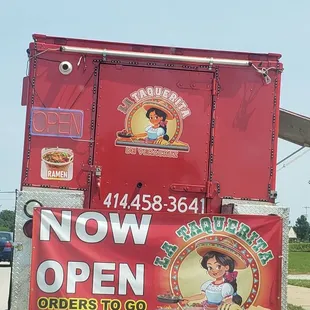 LA TAQUERITA
OPEN
RAMEN
414.458-3641
NOW
OPEN
ORDERS TO GO
LA TAQUERITA